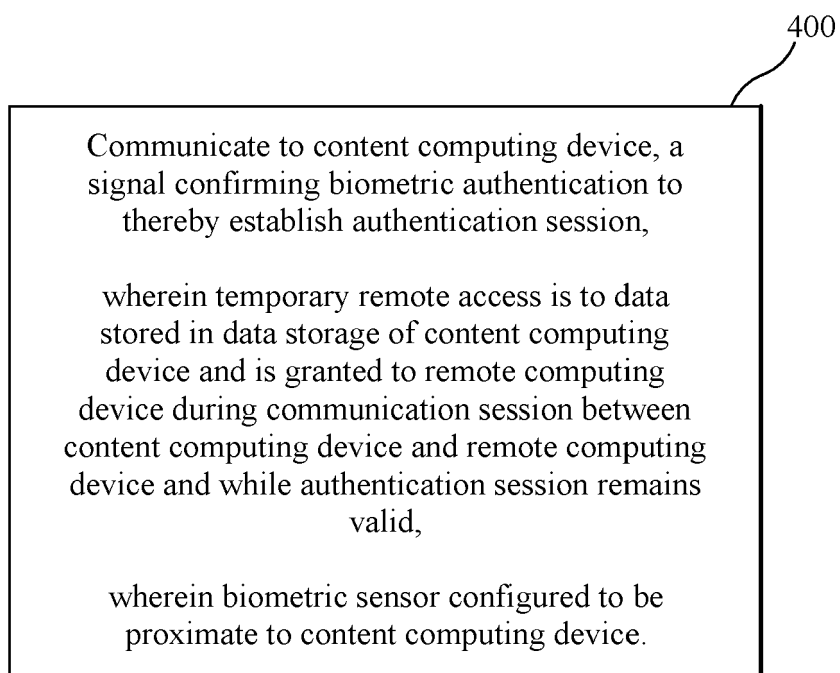 400
Communicate to content computing device, a
signal confirming biometric authentication to
thereby establish authentication session,
wherein temporary remote access is to data
stored in data storage of content computing
device and is granted to remote computing
device during communication session between
content computing device and remote computing
device and while authentication session remains
valid,
wherein biometric sensor configured to be
proximate to content computing device.